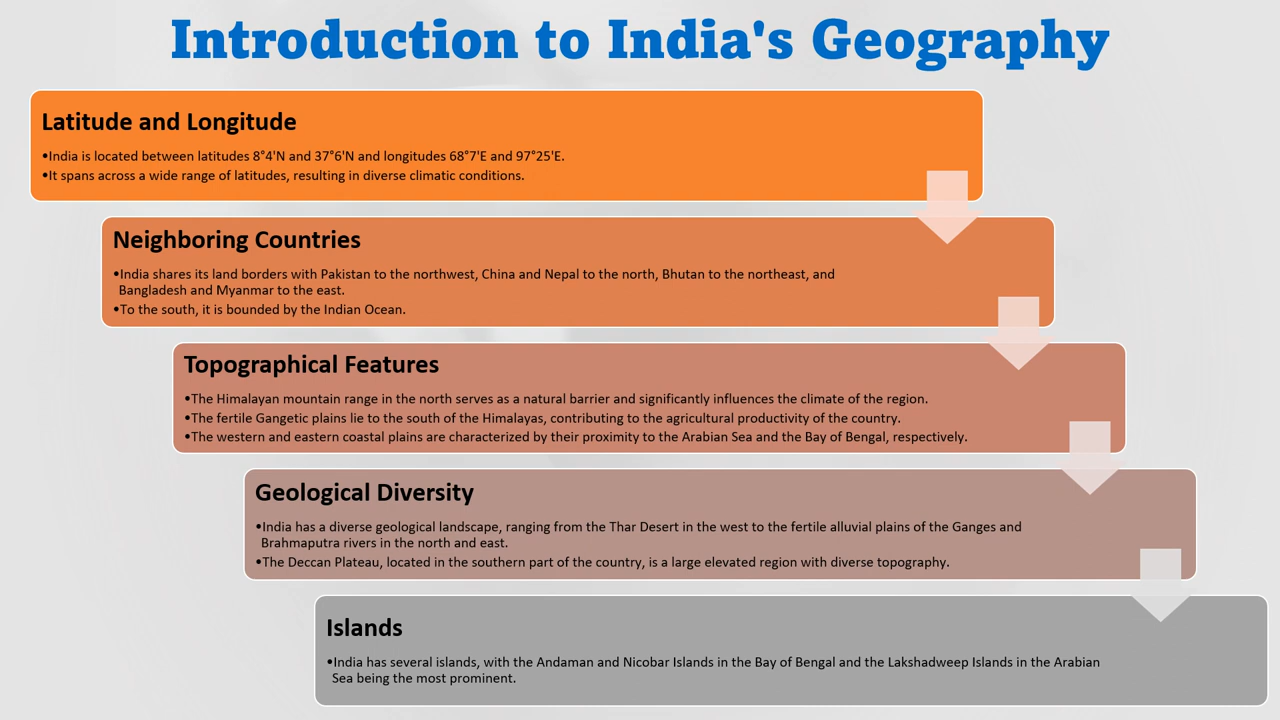 Introduction to India's Geography
Latitude and Longitude
•India is located between latitudes 8°4'N and 37°6'N and longitudes 68°7'E and 97°25'E.
•It spans across a wide range of latitudes, resulting in diverse climatic conditions.
Neighboring Countries
•India shares its land borders with Pakistan to the northwest, China and Nepal to the north, Bhutan to the northeast, and
Bangladesh and Myanmar to the east.
•To the south, it is bounded by the Indian Ocean.
Topographical Features
•The Himalayan mountain range in the north serves as a natural barrier and significantly influences the climate of the region.
•The fertile Gangetic plains lie to the south of the Himalayas, contributing to the agricultural productivity of the country.
•The western and eastern coastal plains are characterized by their proximity to the Arabian Sea and the Bay of Bengal, respectively.
Geological Diversity
•India has a diverse geological landscape, ranging from the Thar Desert in the west to the fertile alluvial plains of the Ganges and
Brahmaputra rivers in the north and east.
•The Deccan Plateau, located in the southern part of the country, is a large elevated region with diverse topography.
Islands
•India has several islands, with the Andaman and Nicobar Islands in the Bay of Bengal and the Lakshadweep Islands in the Arabian
Sea being the most prominent.